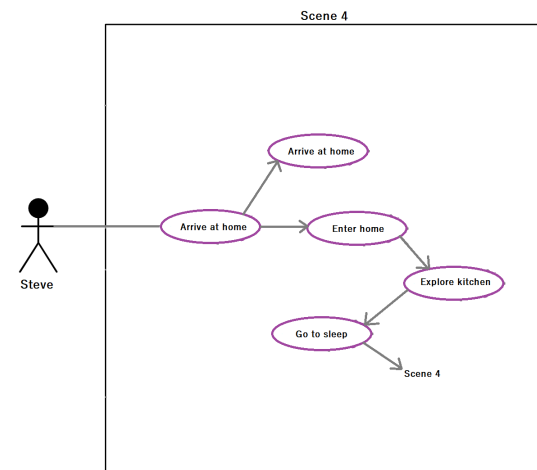 Scene 4
Arrive at home
Arrive at home
Enter home
Steve
Explore kitchen
Go to sleep
Scene 4